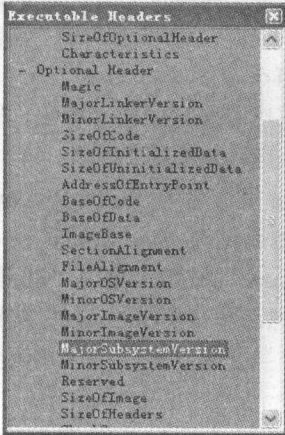 Executable Headers
SizeOfOptionalHeader
Characteristics
- Optional Header
Magic
MajorLinkerVersion
MinorLinkerVersion
SizeOfCode
SizeOfInitializedData
SizeOfUninitializedData
AddressOfEntryPoint
BaseOfCode
BaseOfData
ImageBase
SectionAlignment
FileAlignment
MajorOSVersion
MinorOSVersion
MajorImageVersion
MinorImageVersion
MajorSubsystemVersion
MinorSubsystemVersion
Reserved
SizeOfImage
SizeOfHeaders